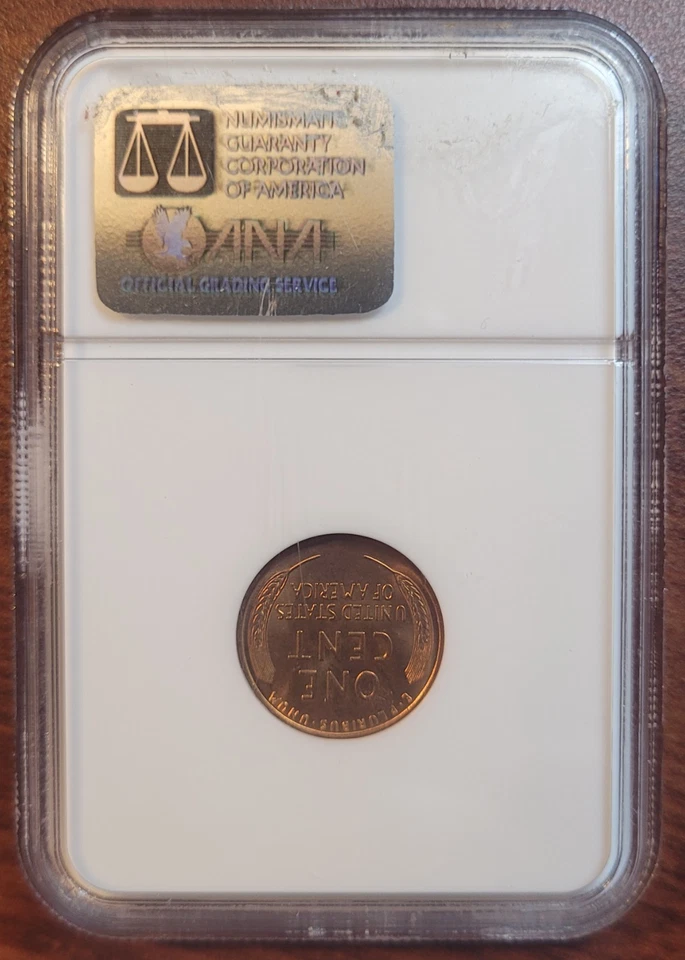 NUMISMATIC
GUARANTY
CORPORATION
OF AMERICA
ANA
OFFICIAL GRADING SERVICE
E·PLURIBUS·UNUM
ONE
CENT
UNITED STATES
OF AMERICA